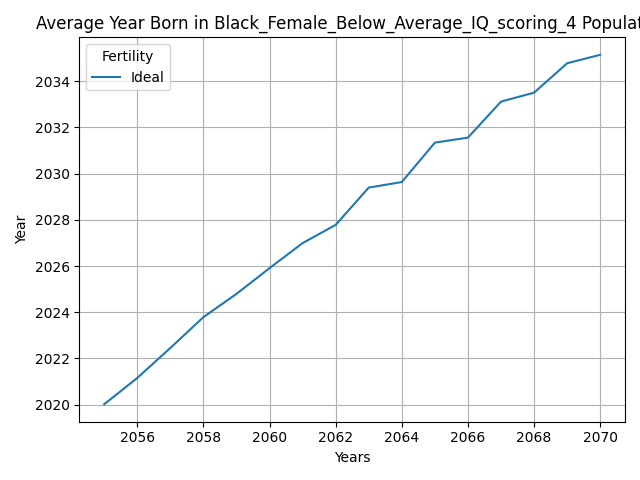 Average Year Born in Black_Female_Below_Average_IQ_scoring_4 Populat
Fertility
Ideal
2034
2032
2030
2028
2026
2024
2022
2020
Year
2056 2058 2060 2062 2064 2066 2068 2070
Years